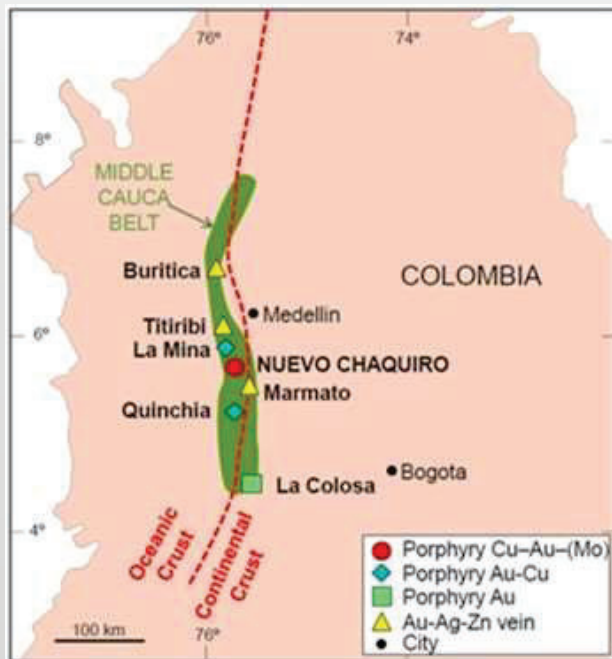 76°
74°
8°
MIDDLE
CAUCA
BELT
Buritica
COLOMBIA
Medellin
6°
Titiribi
La Mina
NUEVO CHAQUIRO
Marmato
Quinchia
Bogota
La Colosa
4°
Oceanic
Crust
Continental
Crust
Porphyry Cu–Au–(Mo)
Porphyry Au-Cu
Porphyry Au
Au-Ag-Zn vein
City
100 km
76°